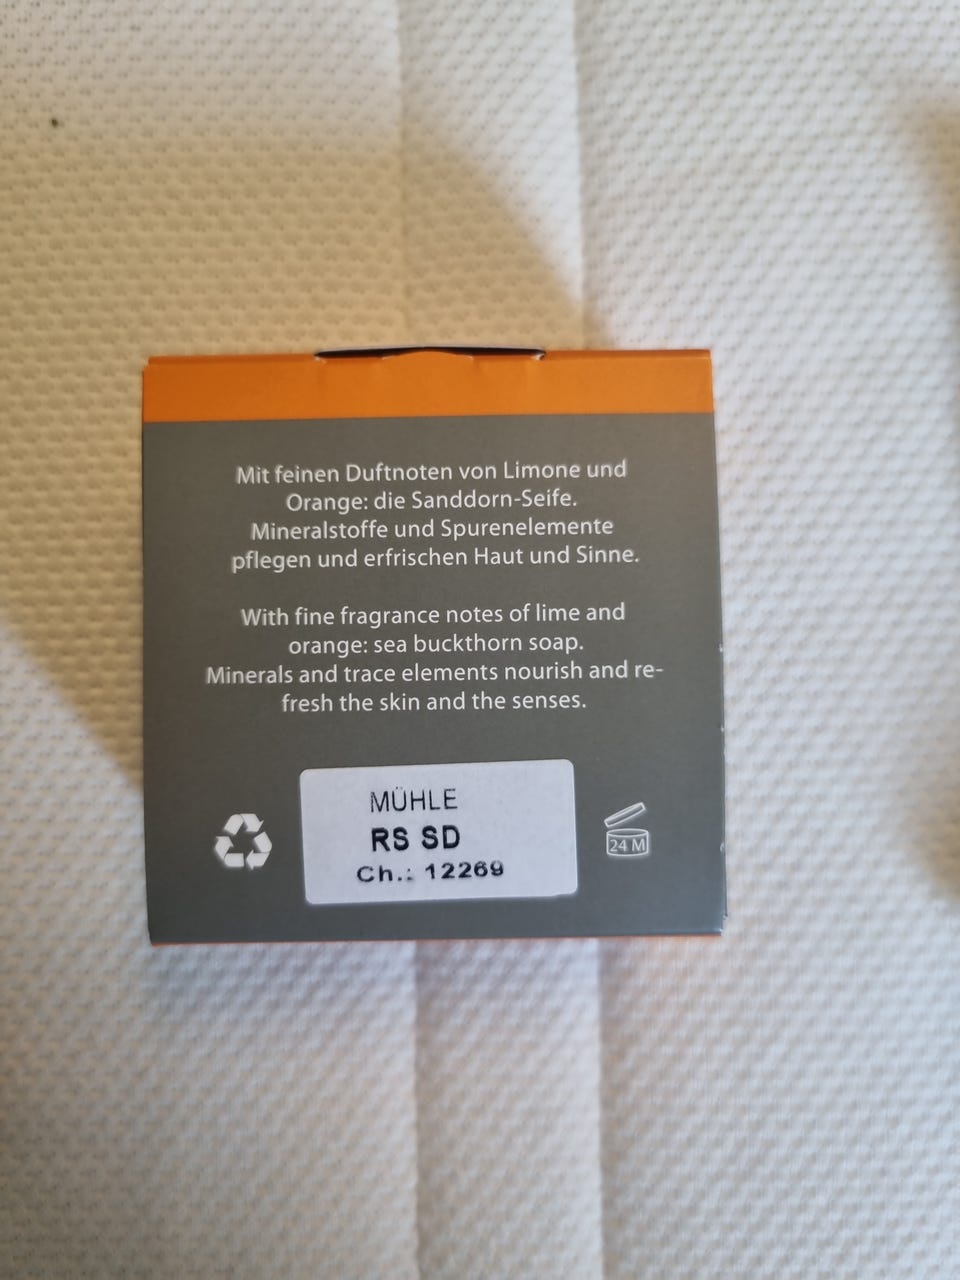 Mit feinen Duftnoten von Limone und
Orange: die Sanddorn-Seife.
Mineralstoffe und Spurenelemente
pflegen und erfrischen Haut und Sinne.
With fine fragrance notes of lime and
orange: sea buckthorn soap.
Minerals and trace elements nourish and re-
fresh the skin and the senses.
MÜHLE
RS SD
Ch.: 12269
24 M